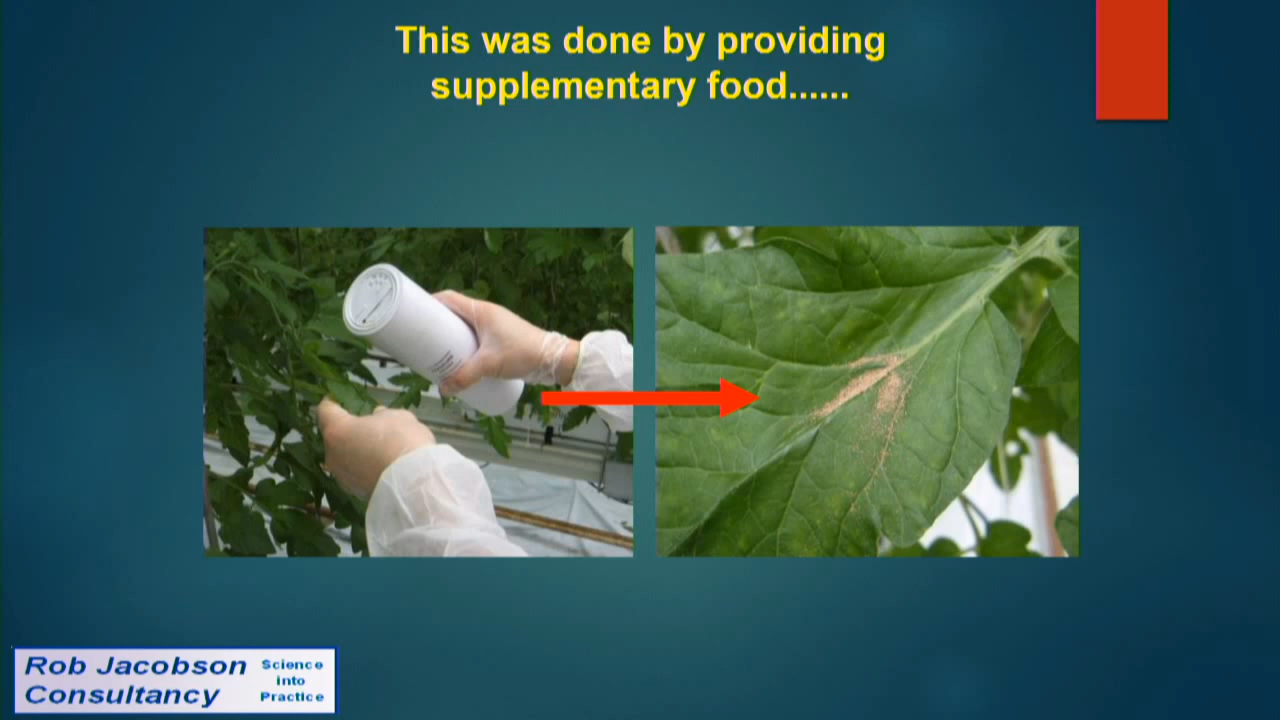 This was done by providing
supplementary food......
Rob Jacobson
Consultancy
Science
into
Practice